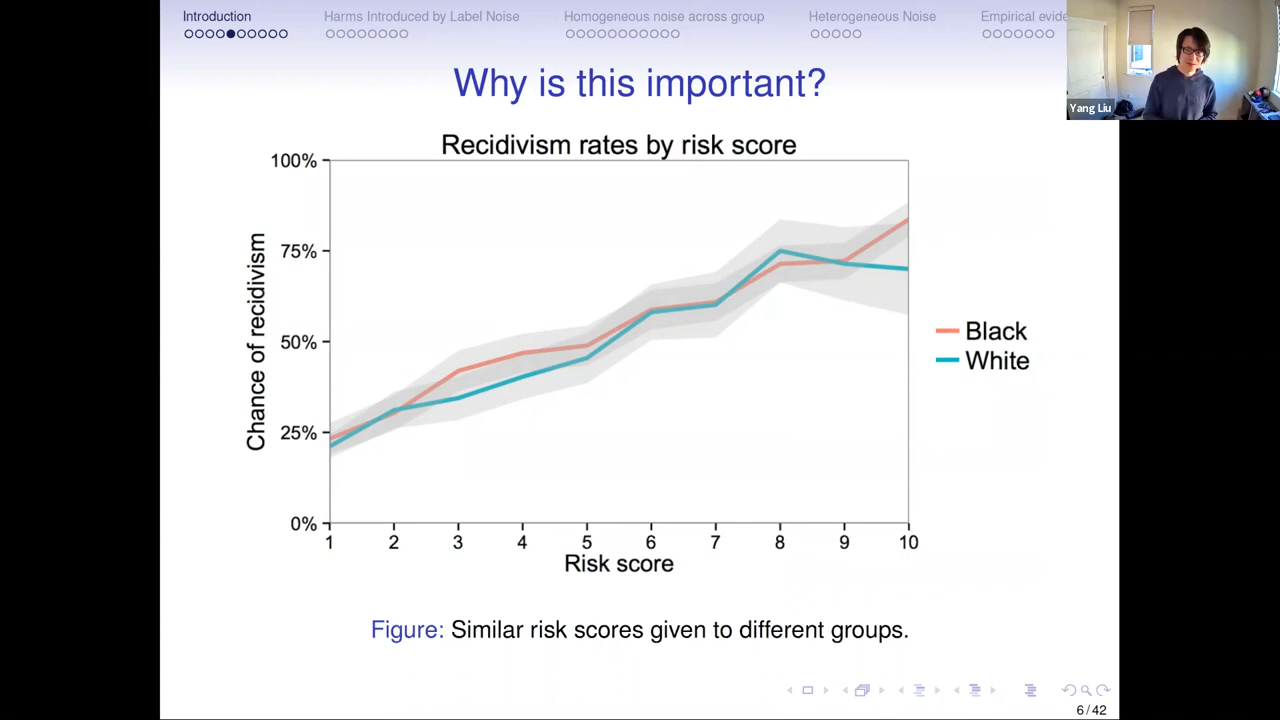 Introduction
Harms Introduced by Label Noise
Homogeneous noise across group
Heterogeneous Noise
Empirical evide
Yang Liu
Why is this important?
Recidivism rates by risk score
Chance of recidivism
100%
75%
50%
25%
0%
1 2 3 4 5 6 7 8 9 10
Risk score
Black
White
Figure: Similar risk scores given to different groups.
6/42